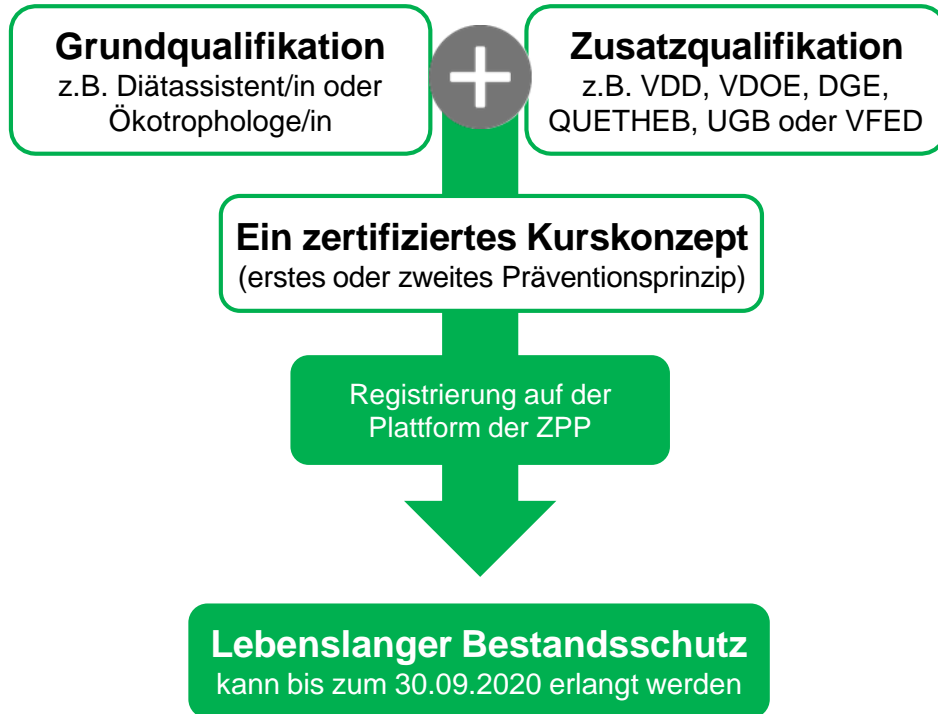 Grundqualifikation
z.B. Diätassistent/in oder
Ökotrophologe/in
Zusatzqualifikation
z.B. VDD, VDOE, DGE,
QUETHEB, UGB oder VFED
Ein zertifiziertes Kurskonzept
(erstes oder zweites Präventionsprinzip)
Registrierung auf der
Plattform der ZPP
Lebenslanger Bestandsschutz
kann bis zum 30.09.2020 erlangt werden